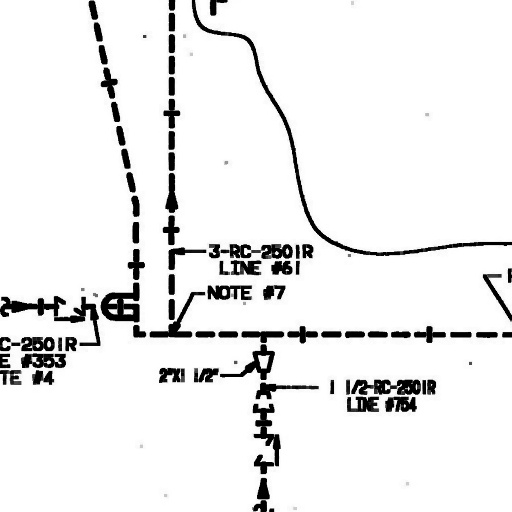 3-RC-2501R
LINE #61
NOTE #7
C-2501R
E #353
TE #4
2"X1 1/2"
1 1/2-RC-2501R
LINE #754